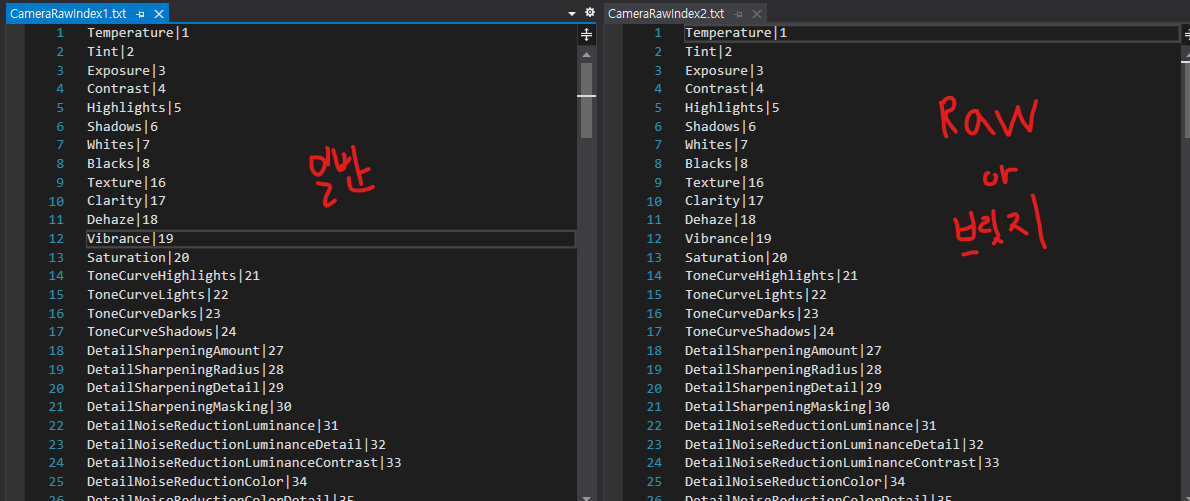 CameraRawIndex1.txt
1 Temperature|1
2 Tint|2
3 Exposure|3
4 Contrast|4
5 Highlights|5
6 Shadows|6
7 Whites|7
8 Blacks|8
9 Texture|16
10 Clarity|17
11 Dehaze|18
12 Vibrance|19
13 Saturation|20
14 ToneCurveHighlights|21
15 ToneCurveLights|22
16 ToneCurveDarks|23
17 ToneCurveShadows|24
18 DetailSharpeningAmount|27
19 DetailSharpeningRadius|28
20 DetailSharpeningDetail|29
21 DetailSharpeningMasking|30
22 DetailNoiseReductionLuminance|31
23 DetailNoiseReductionLuminanceDetail|32
24 DetailNoiseReductionLuminanceContrast|33
25 DetailNoiseReductionColor|34
26 DetailNoiseReductionColorDetail|35
일반
CameraRawIndex2.txt
1 Temperature|1
2 Tint|2
3 Exposure|3
4 Contrast|4
5 Highlights|5
6 Shadows|6
7 Whites|7
8 Blacks|8
9 Texture|16
10 Clarity|17
11 Dehaze|18
12 Vibrance|19
13 Saturation|20
14 ToneCurveHighlights|21
15 ToneCurveLights|22
16 ToneCurveDarks|23
17 ToneCurveShadows|24
18 DetailSharpeningAmount|27
19 DetailSharpeningRadius|28
20 DetailSharpeningDetail|29
21 DetailSharpeningMasking|30
22 DetailNoiseReductionLuminance|31
23 DetailNoiseReductionLuminanceDetail|32
24 DetailNoiseReductionLuminanceContrast|33
25 DetailNoiseReductionColor|34
26 DetailNoiseReductionColorDetail|35
Raw
or
브릿지